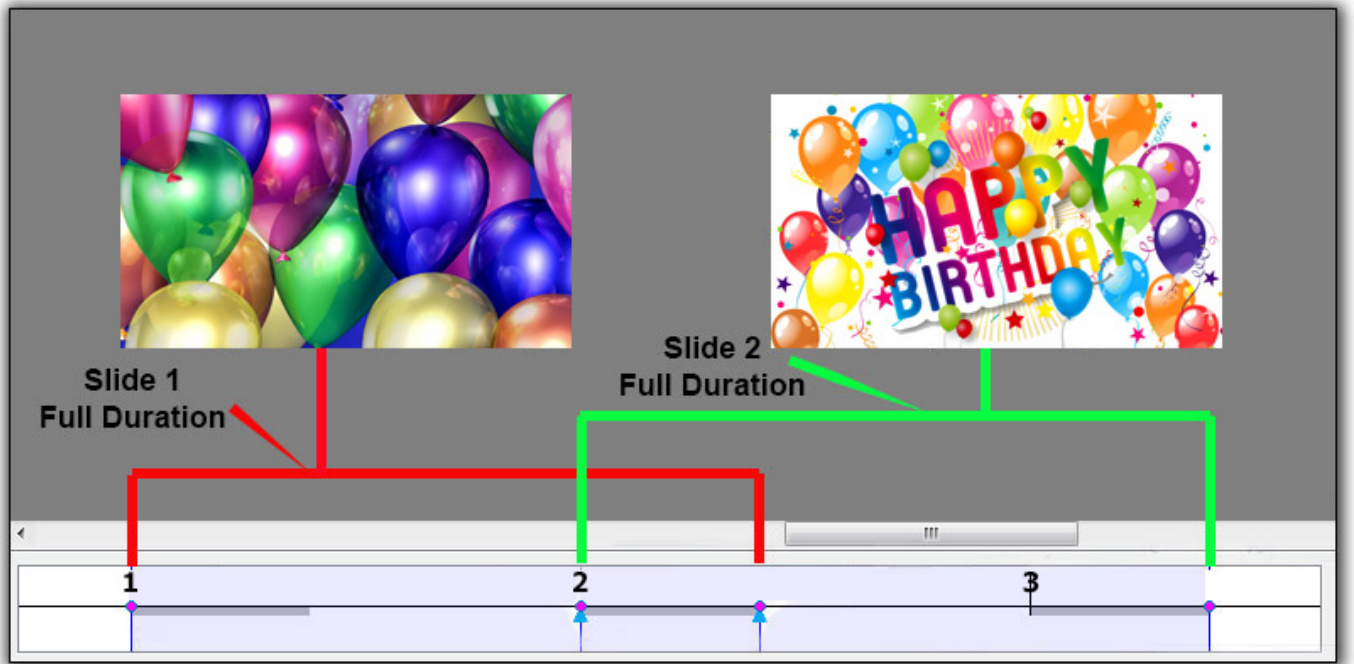 HAPPY
BIRTHDAY
Slide 1
Full Duration
Slide 2
Full Duration
1 2 3